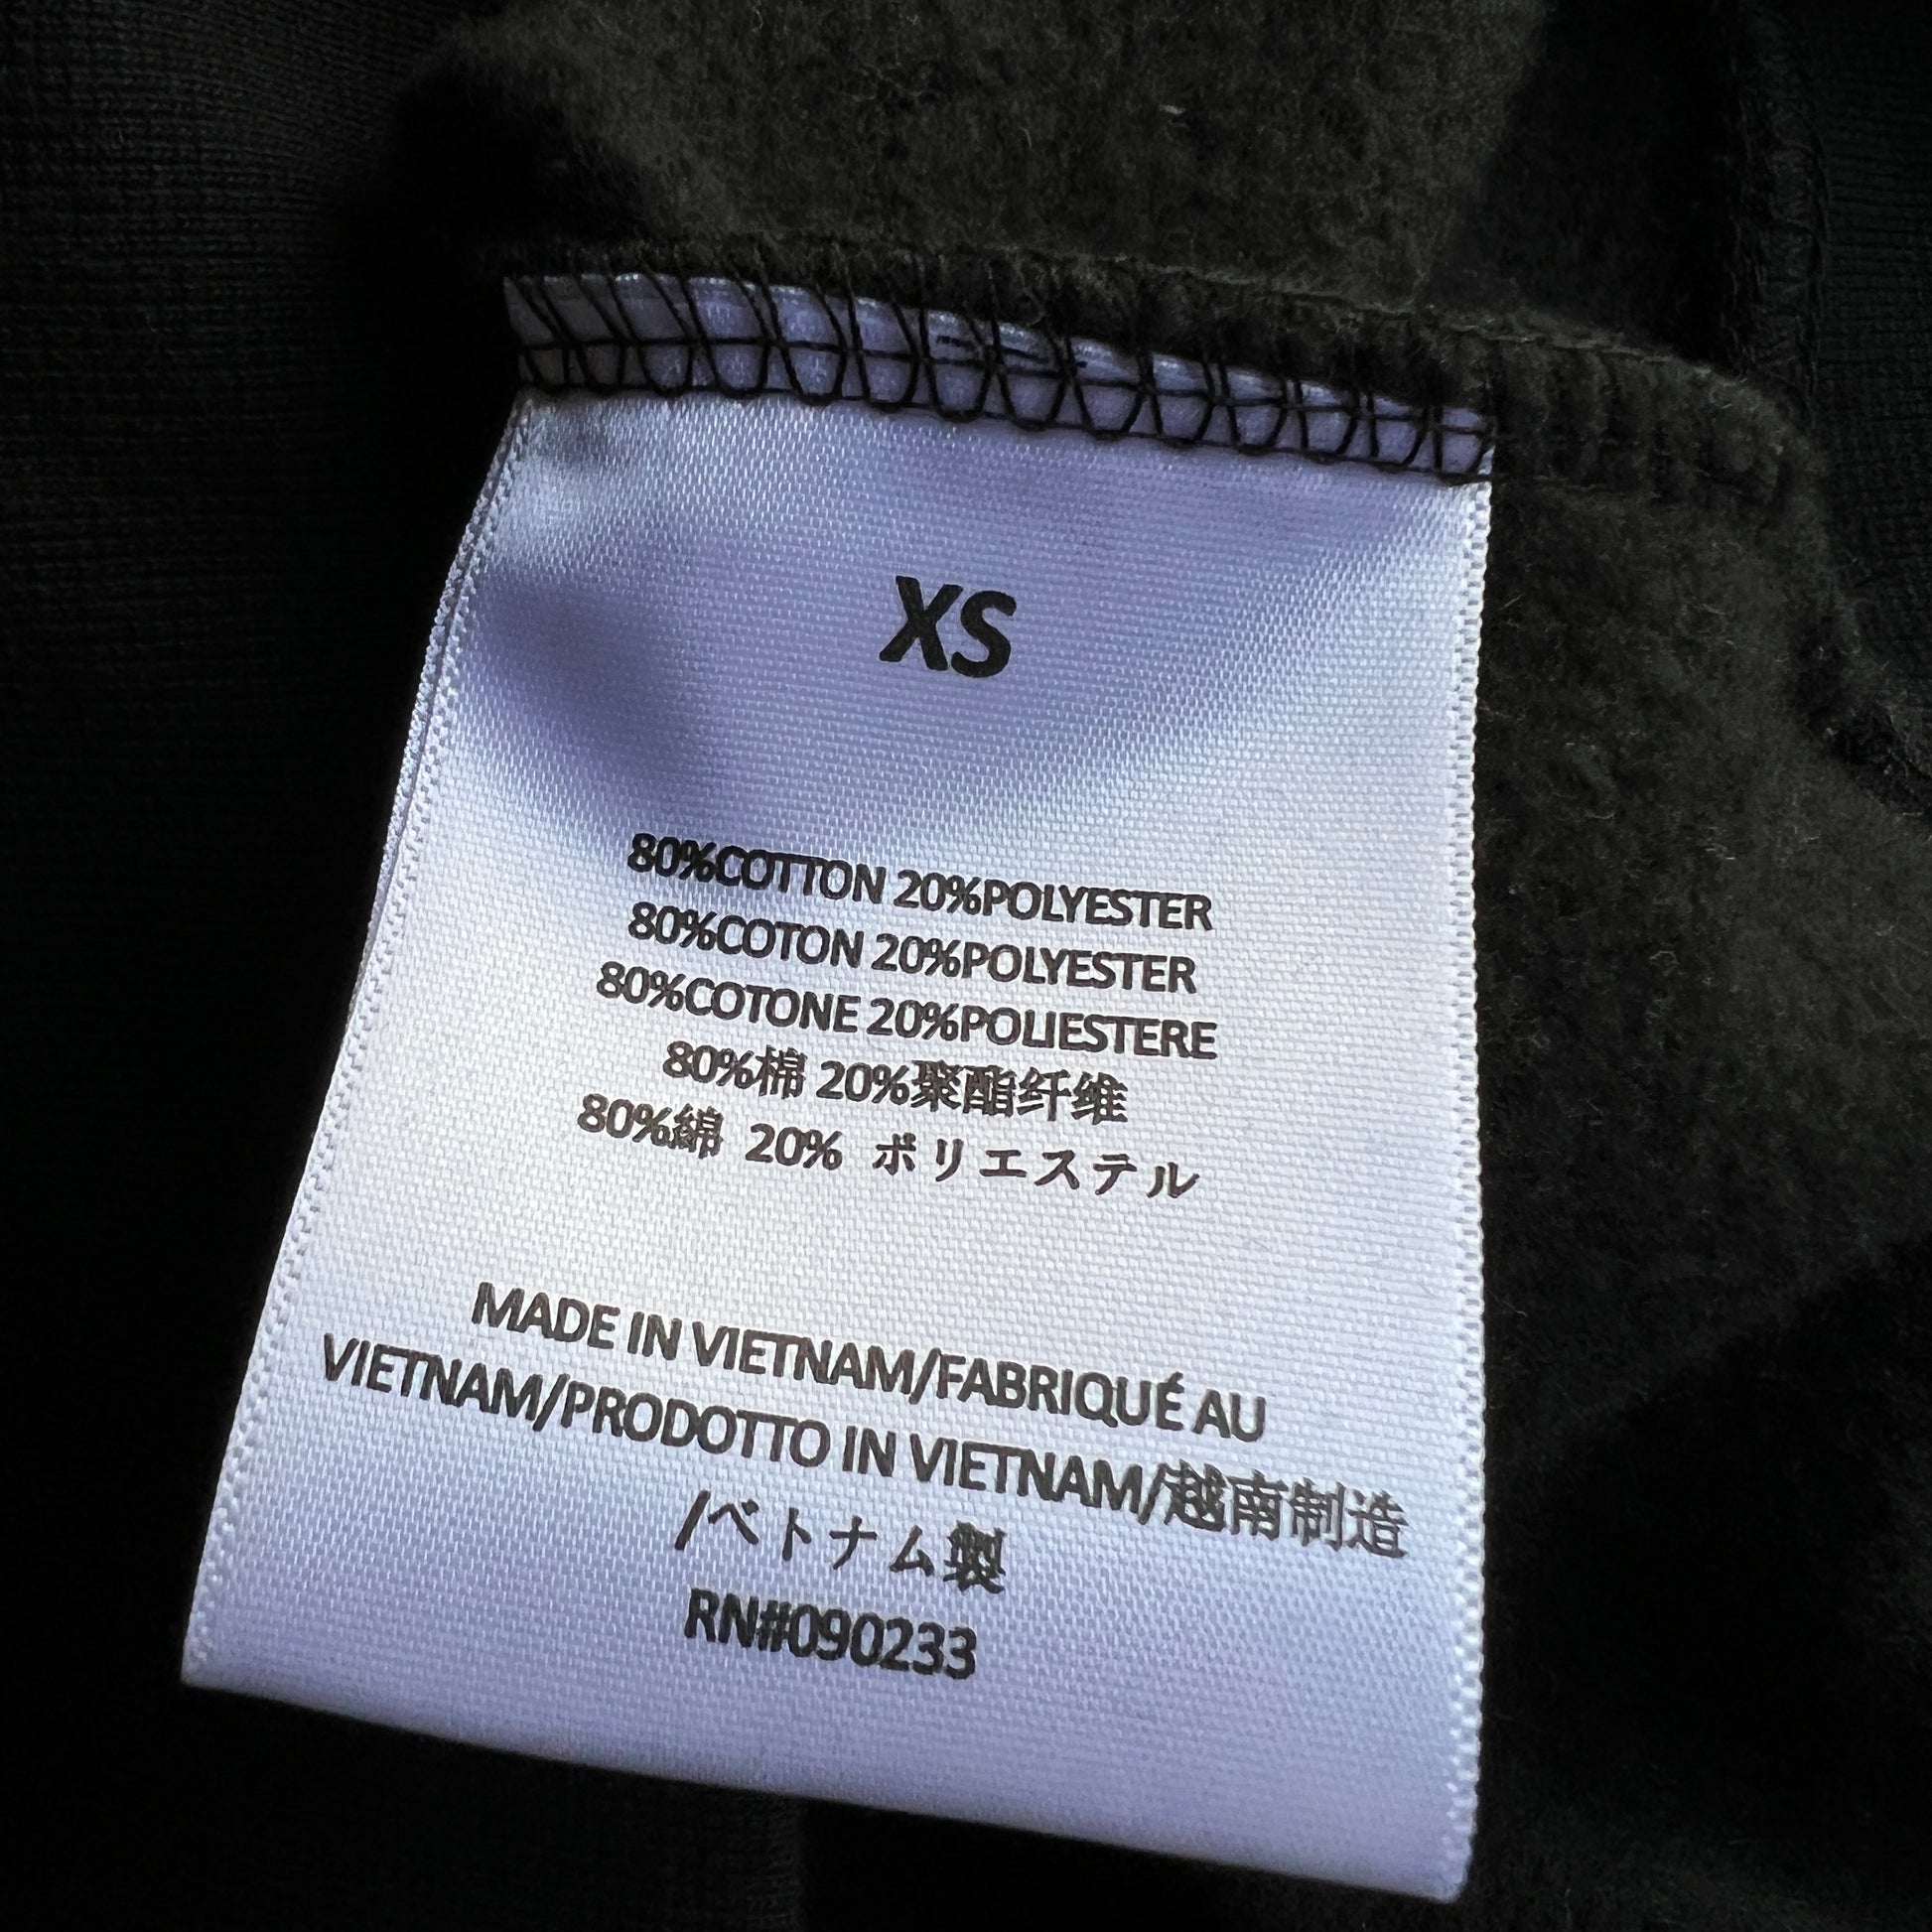 XS
80%COTTON 20%POLYESTER
80%COTON 20%POLYESTER
80%COTONE 20%POLIESTERE
80%棉 20%聚酯纤维
80%綿 20% ポリエステル
MADE IN VIETNAM/FABRIQUÉ AU
VIETNAM/PRODOTTO IN VIETNAM/越南制造
/ベトナム製
RN#090233